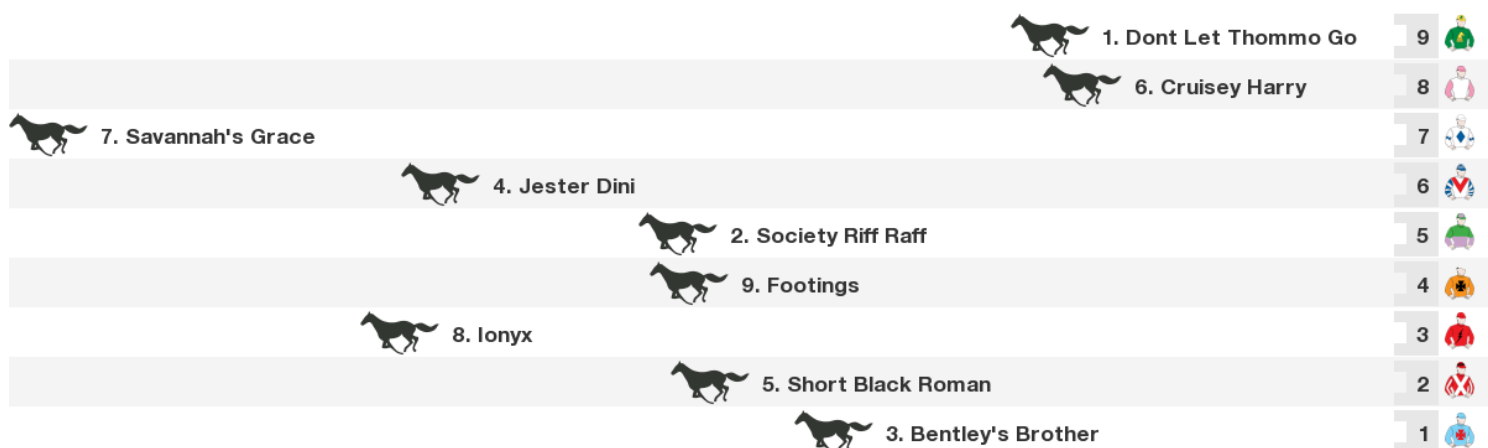 1. Dont Let Thommo Go 9
6. Cruisey Harry 8
7. Savannah's Grace 7
4. Jester Dini 6
2. Society Riff Raff 5
9. Footings 4
8. Ionyx 3
5. Short Black Roman 2
3. Bentley's Brother 1